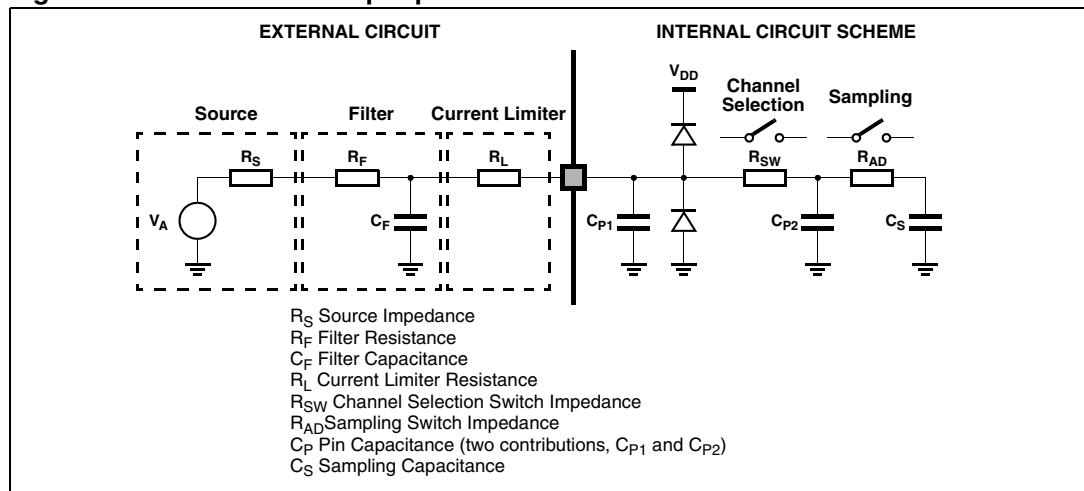 EXTERNAL CIRCUIT
INTERNAL CIRCUIT SCHEME
VDD
Channel
Selection
Sampling
Source
Filter
Current Limiter
RS
RF
RL
RSW
RAD
VA
CF
CP1
CP2
CS
RS Source Impedance
RF Filter Resistance
CF Filter Capacitance
RL Current Limiter Resistance
RSW Channel Selection Switch Impedance
RADSampling Switch Impedance
CP Pin Capacitance (two contributions, CP1 and CP2)
CS Sampling Capacitance